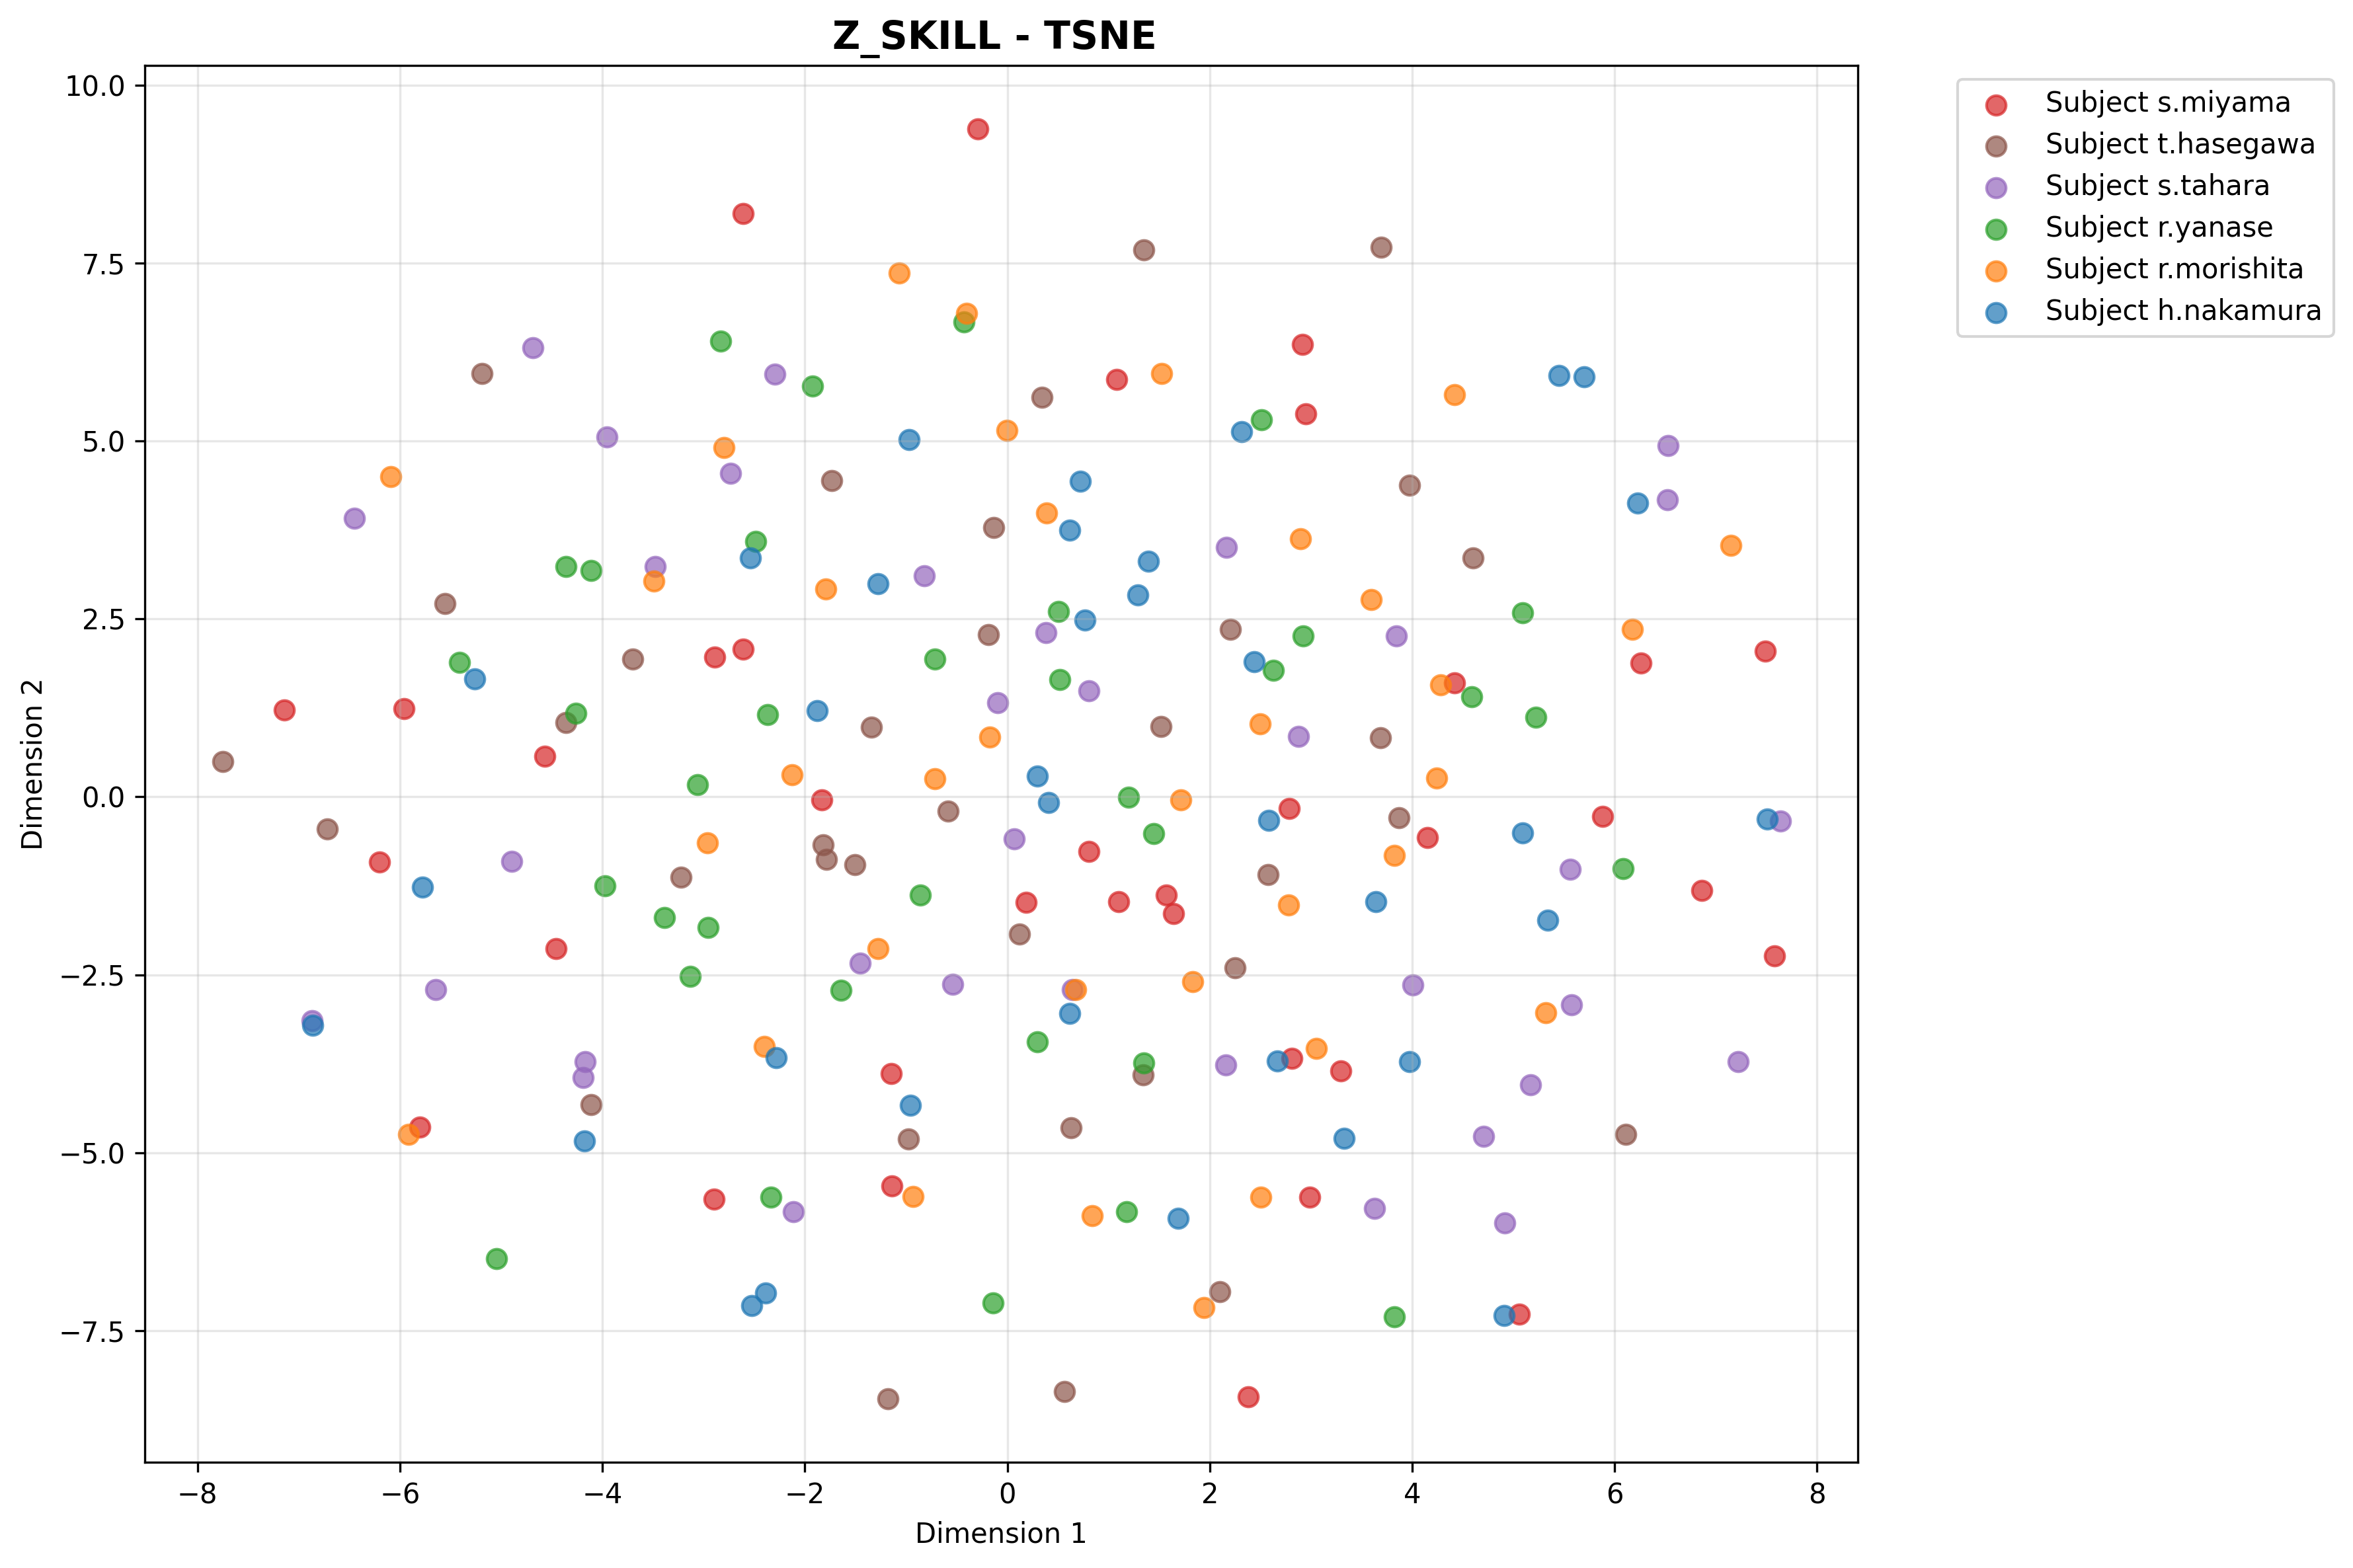 Z_SKILL - TSNE
Subject s.miyama
Subject t.hasegawa
Subject s.tahara
Subject r.yanase
Subject r.morishita
Subject h.nakamura
10.0
7.5
5.0
2.5
0.0
−2.5
−5.0
−7.5
Dimension 2
−8
−6
−4
−2
0
2
4
6
8
Dimension 1